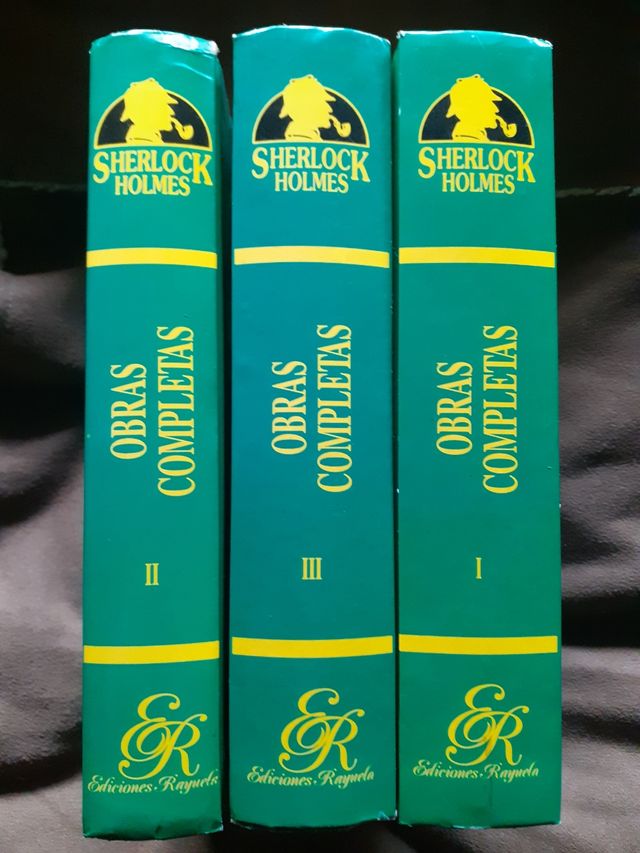 SHERLOCK
HOLMES
OBRAS
COMPLETAS
II
ER
Ediciones Rayuela
SHERLOCK
HOLMES
OBRAS
COMPLETAS
III
ER
Ediciones Rayuela
SHERLOCK
HOLMES
OBRAS
COMPLETAS
I
ER
Ediciones Rayuela